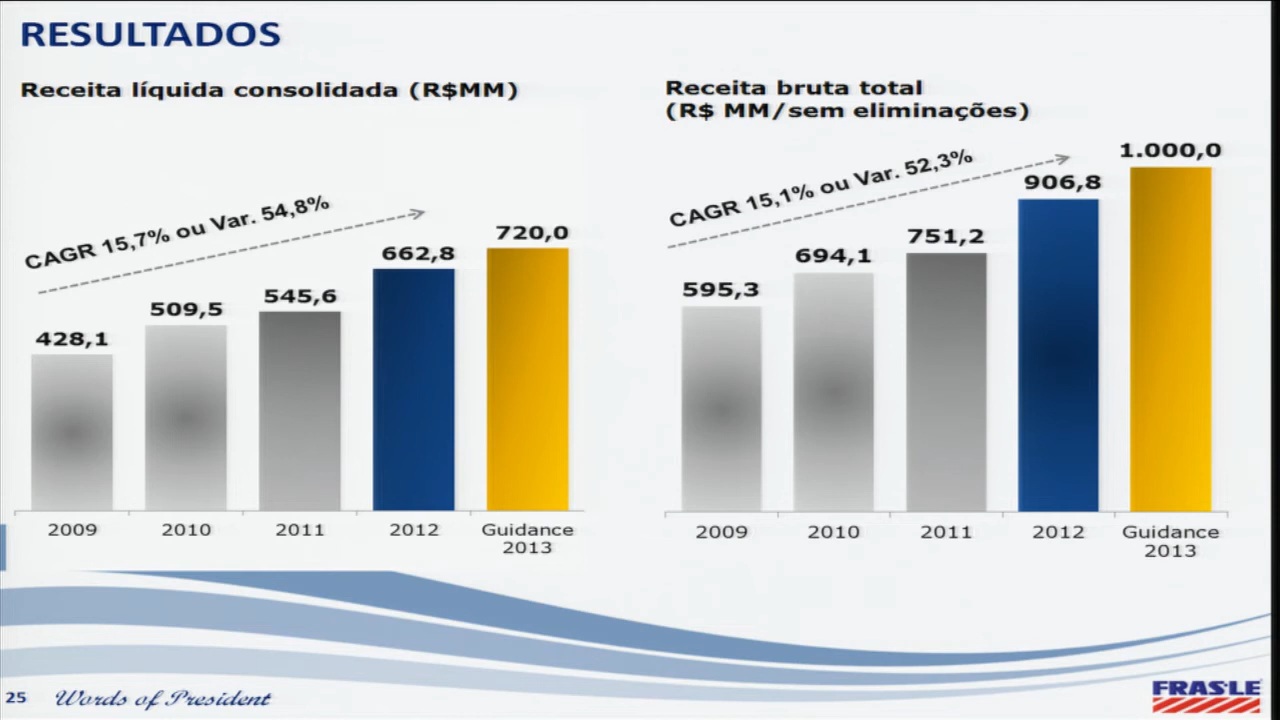 RESULTADOS
Receita líquida consolidada (R$MM)
CAGR 15,7% ou Var. 54,8%
428,1
509,5
545,6
662,8
720,0
2009
2010
2011
2012
Guidance
2013
Receita bruta total
(R$ MM/sem eliminações)
CAGR 15,1% ou Var. 52,3%
595,3
694,1
751,2
906,8
1.000,0
2009
2010
2011
2012
Guidance
2013
25
Words of President
FRAS-LE